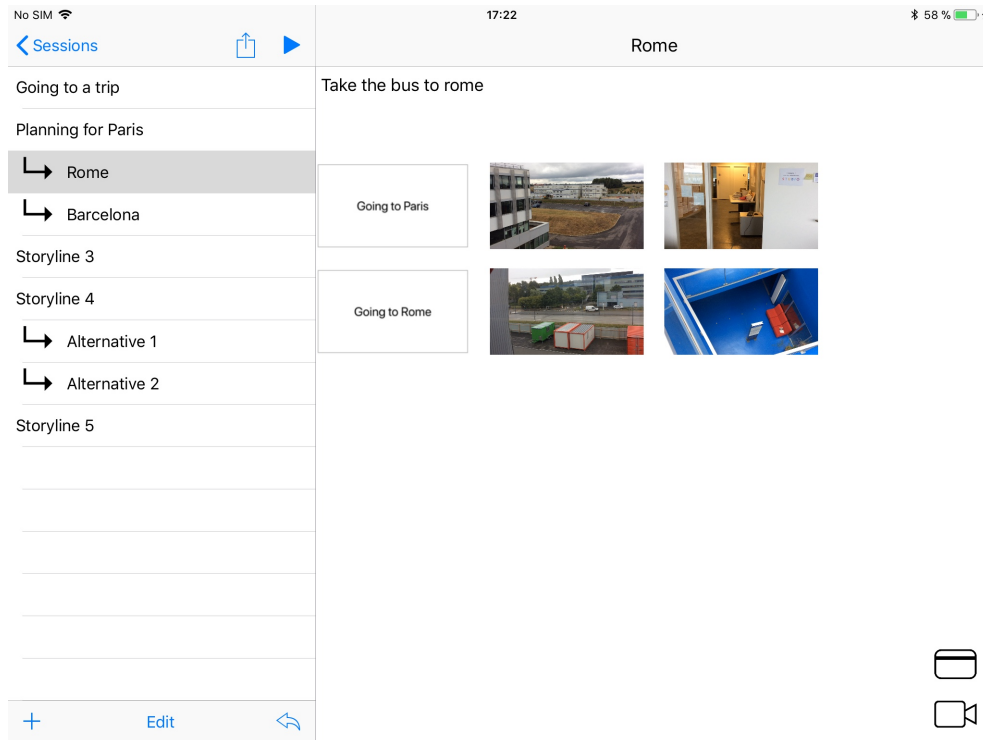 No SIM
17:22
58 %
Sessions
Rome
Going to a trip
Planning for Paris
Rome
Barcelona
Storyline 3
Storyline 4
Alternative 1
Alternative 2
Storyline 5
Edit
Take the bus to rome
Going to Paris
Going to Rome